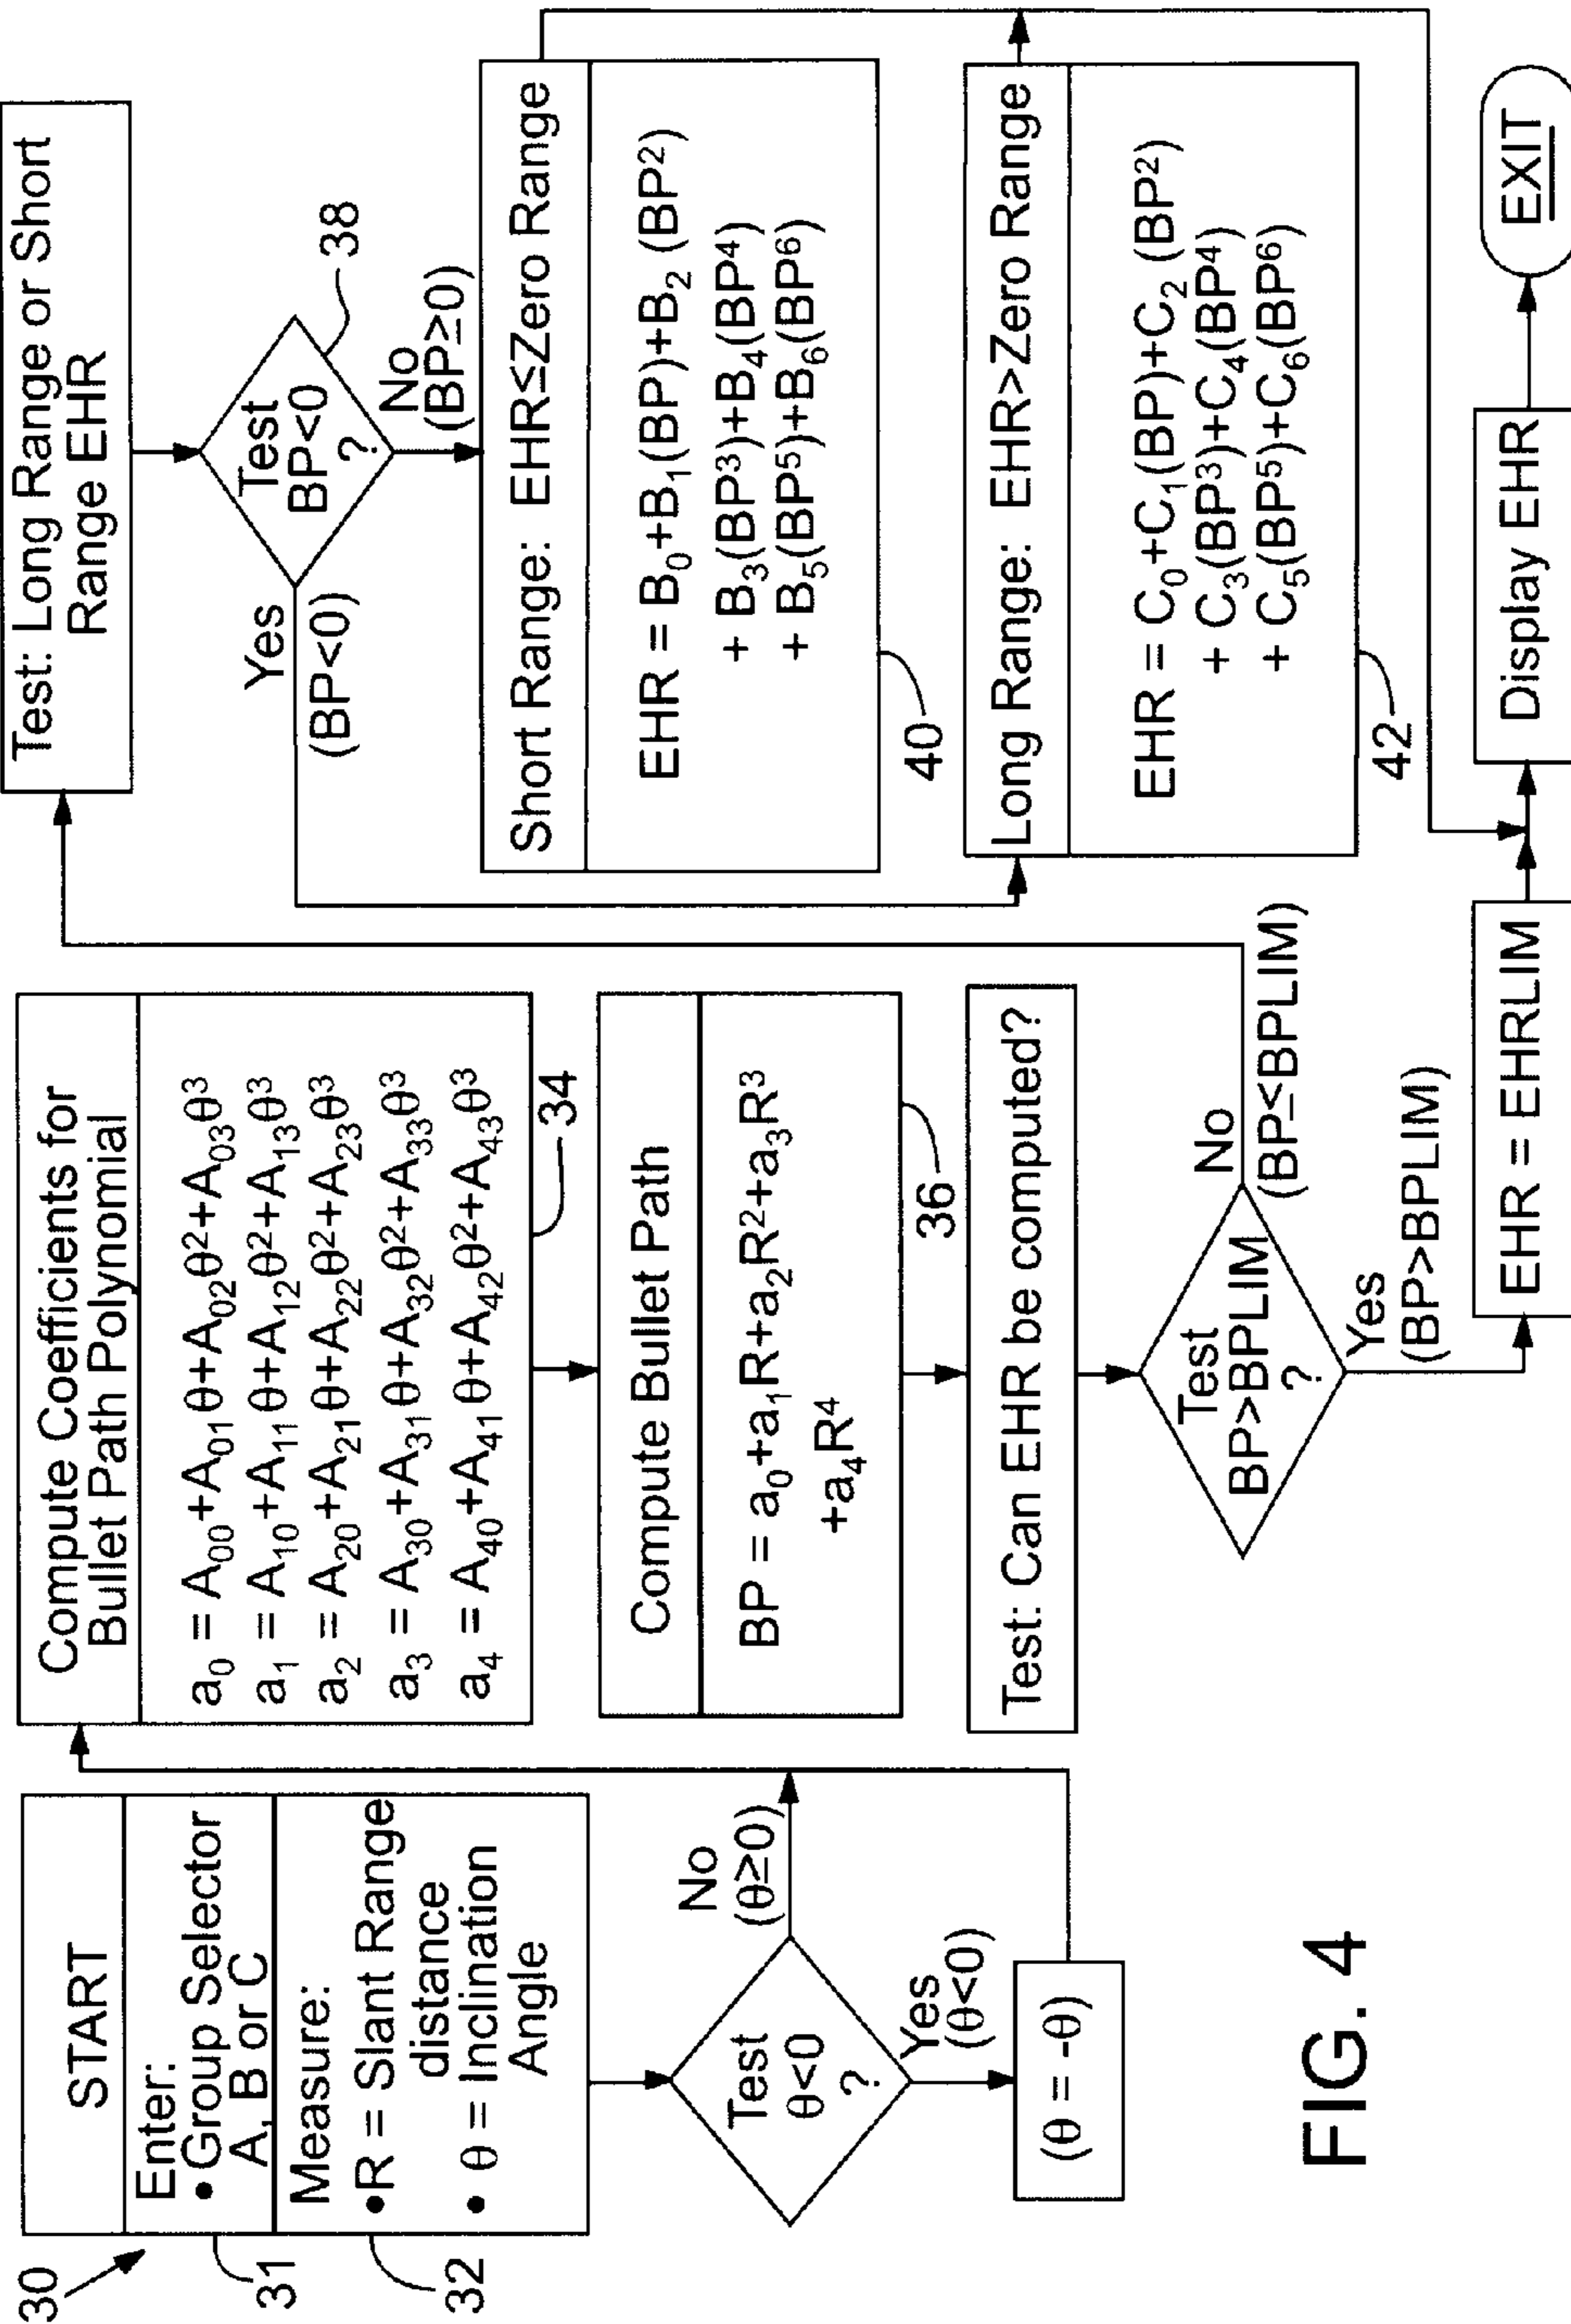 30
START
Enter:
• Group Selector
A, B or C
31
Measure:
• R = Slant Range
distance
• θ = Inclination
Angle
32
Test
θ<0
?
No
(θ≥0)
Yes
(θ<0)
(θ = -θ)
Compute Coefficients for
Bullet Path Polynomial
a₀ = A₀₀+A₀₁θ+A₀₂θ²+A₀₃θ³
a₁ = A₁₀+A₁₁θ+A₁₂θ²+A₁₃θ³
a₂ = A₂₀+A₂₁θ+A₂₂θ²+A₂₃θ³
a₃ = A₃₀+A₃₁θ+A₃₂θ²+A₃₃θ³
a₄ = A₄₀+A₄₁θ+A₄₂θ²+A₄₃θ³
34
Compute Bullet Path
BP = a₀+a₁R+a₂R²+a₃R³
+a₄R⁴
36
Test: Can EHR be computed?
Test
BP>BPLIM
?
No
(BP≤BPLIM)
Yes
(BP>BPLIM)
EHR = EHRLIM
Test: Long Range or Short
Range EHR
Test
BP<0
?
38
Yes
(BP<0)
No
(BP≥0)
Short Range: EHR≤Zero Range
EHR = B₀+B₁(BP)+B₂ (BP²)
+ B₃(BP³)+B₄(BP⁴)
+ B₅(BP⁵)+B₆(BP⁶)
40
Long Range: EHR>Zero Range
EHR = C₀+C₁(BP)+C₂ (BP²)
+ C₃(BP³)+C₄(BP⁴)
+ C₅(BP⁵)+C₆(BP⁶)
42
Display EHR
EXIT
FIG. 4